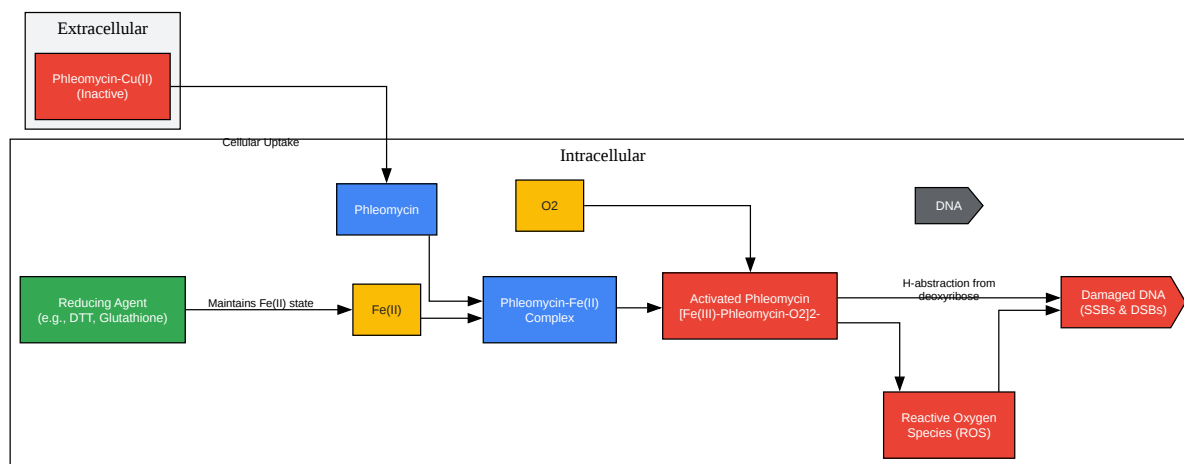 Extracellular
Phleomycin-Cu(II)
(Inactive)
Cellular Uptake
Intracellular
Phleomycin
O2
DNA
Reducing Agent
(e.g., DTT, Glutathione)
Maintains Fe(II) state
Fe(II)
Phleomycin-Fe(II)
Complex
Activated Phleomycin
[Fe(III)-Phleomycin-O2]2-
H-abstraction from
deoxyribose
Damaged DNA
(SSBs & DSBs)
Reactive Oxygen
Species (ROS)